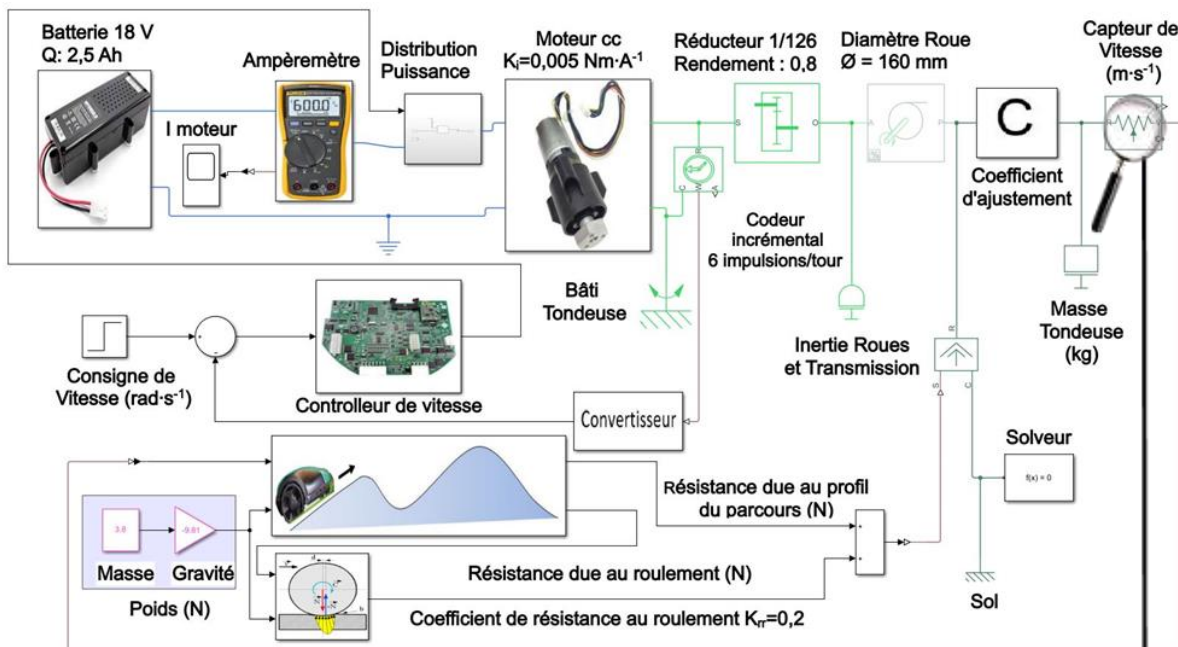 Batterie 18 V
Q: 2,5 Ah
Ampèremètre
600.0
I moteur
Distribution
Puissance
Moteur cc
Kᵢ=0,005 Nm·A⁻¹
Réducteur 1/126
Rendement : 0,8
S
O
Diamètre Roue
Ø = 160 mm
A
P
C
Coefficient
d'ajustement
Capteur de
Vitesse
(m·s⁻¹)
R
C
W
A
Codeur
incrémental
6 impulsions/tour
Bâti
Tondeuse
Masse
Tondeuse
(kg)
Inertie Roues
et Transmission
R
S
C
Consigne de
Vitesse (rad·s⁻¹)
Controlleur de vitesse
Convertisseur
Solveur
f(x) = 0
Sol
Résistance due au profil
du parcours (N)
-9.81
Masse
Gravité
Poids (N)
d
b
Résistance due au roulement (N)
Coefficient de résistance au roulement Kᵣᵣ=0,2